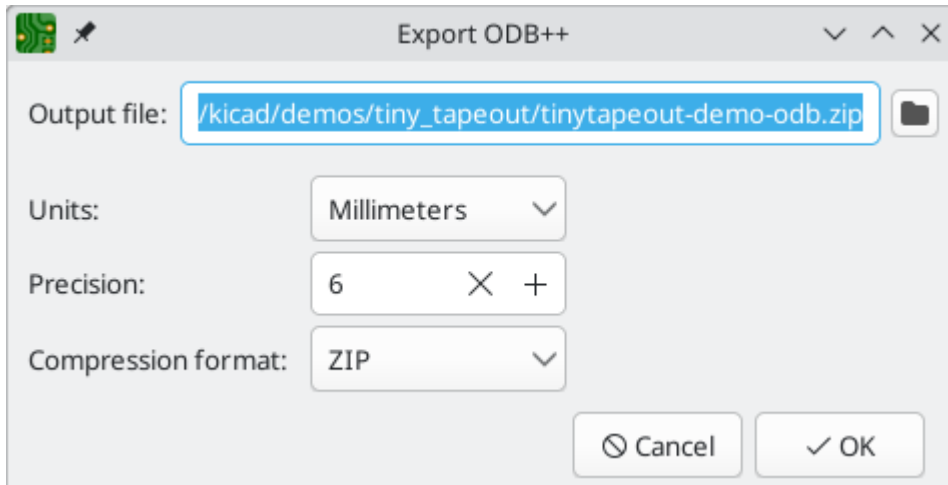 Export ODB++
Output file: /kicad/demos/tiny_tapeout/tinytapeout-demo-odb.zip
Units: Millimeters
Precision: 6
Compression format: ZIP
Cancel OK